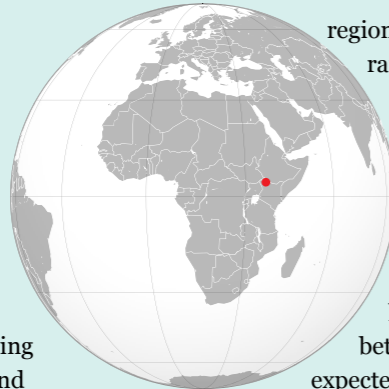 ing
nd
region
ra
bet
expecte